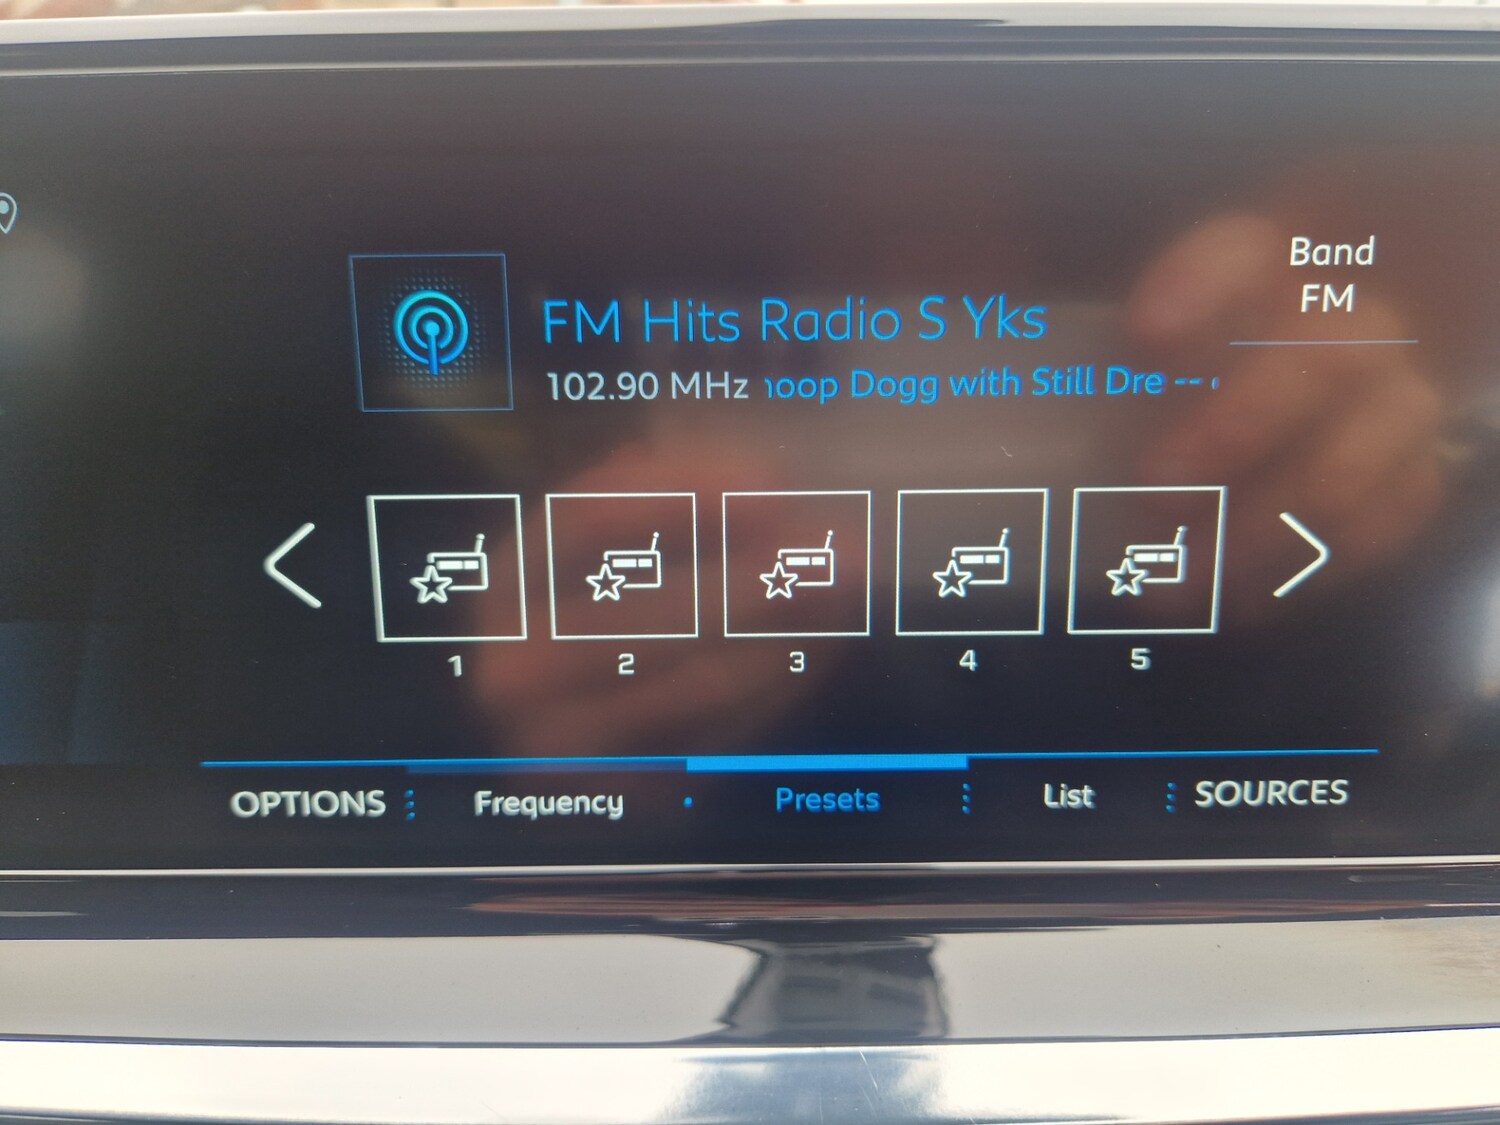 Band
FM
FM Hits Radio S Yks
102.90 MHz noop Dogg with Still Dre --
1
2
3
4
5
OPTIONS Frequency Presets List SOURCES